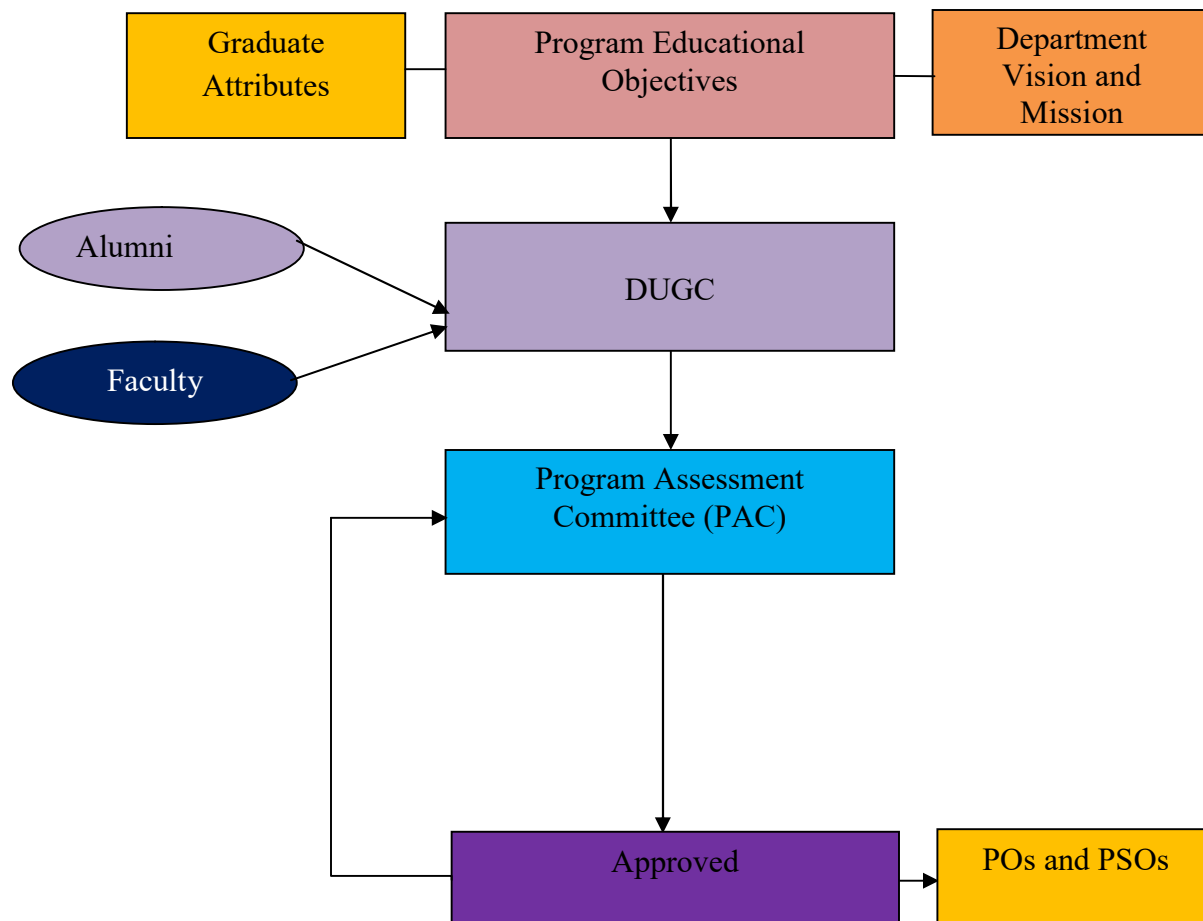 Graduate
Attributes
Program Educational
Objectives
Department
Vision and
Mission
Alumni
DUGC
Faculty
Program Assessment
Committee (PAC)
Approved
POs and PSOs